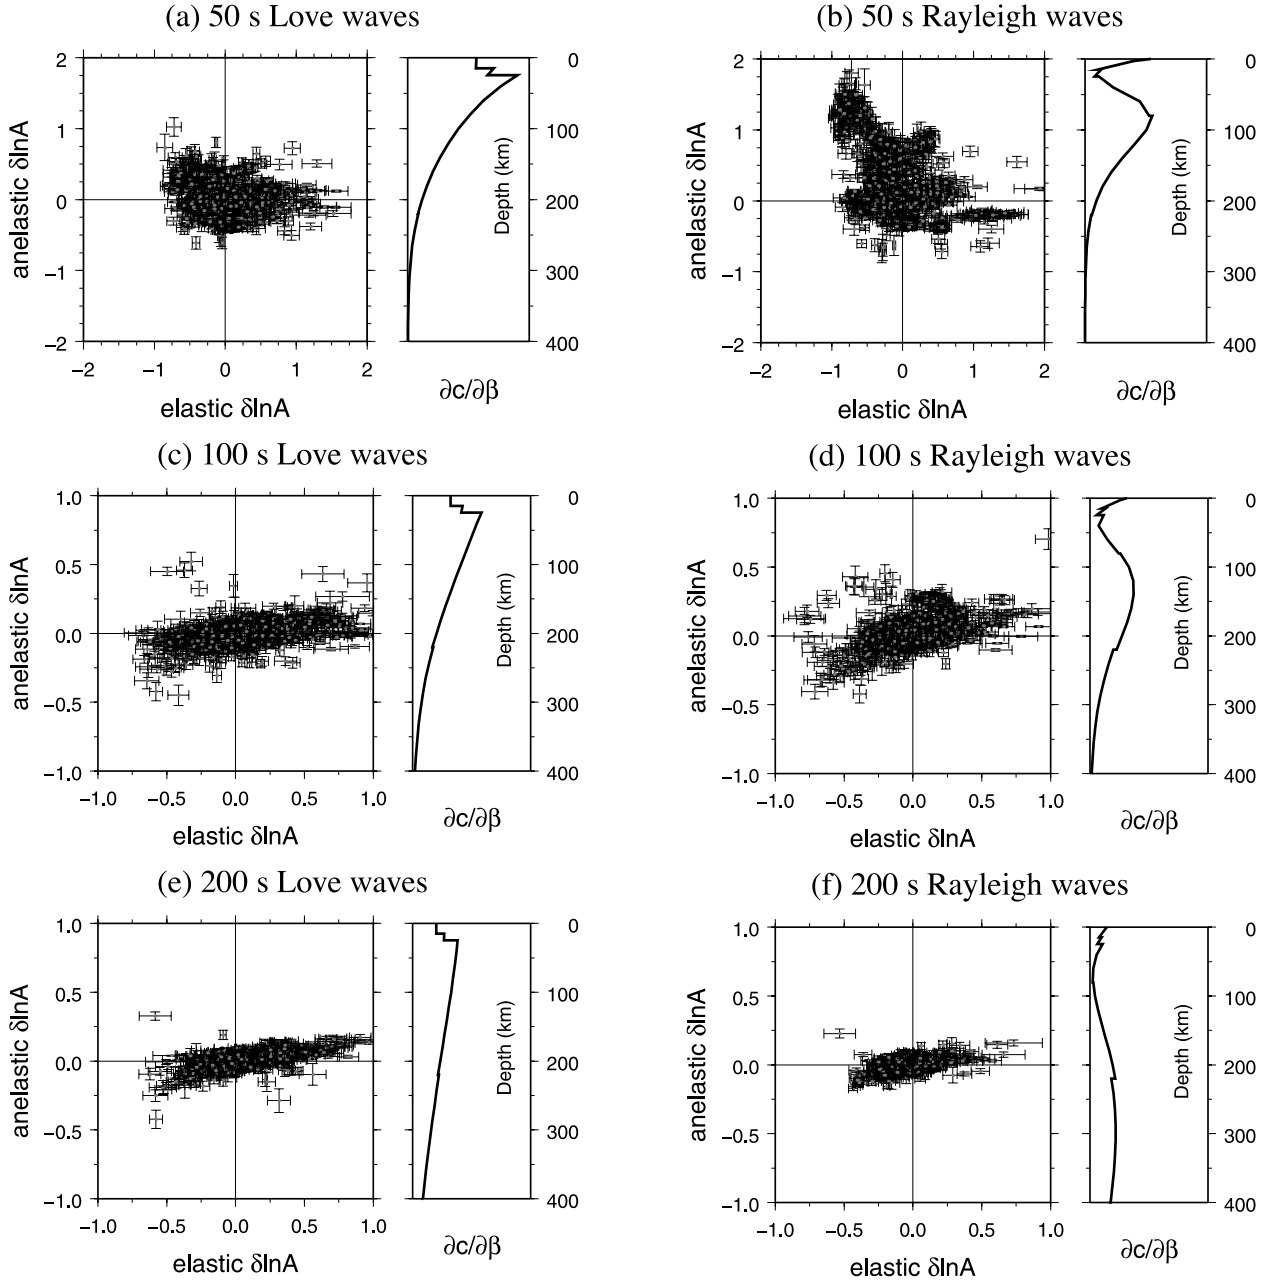 (a) 50 s Love waves
2
1
0
−1
−2
anelastic δlnA
−2 −1 0 1 2
elastic δlnA
0
100
200
300
400
Depth (km)
∂c/∂β
(b) 50 s Rayleigh waves
2
1
0
−1
−2
anelastic δlnA
−2 −1 0 1 2
elastic δlnA
0
100
200
300
400
Depth (km)
∂c/∂β
(c) 100 s Love waves
1.0
0.5
0.0
−0.5
−1.0
anelastic δlnA
−1.0 −0.5 0.0 0.5 1.0
elastic δlnA
0
100
200
300
400
Depth (km)
∂c/∂β
(d) 100 s Rayleigh waves
1.0
0.5
0.0
−0.5
−1.0
anelastic δlnA
−1.0 −0.5 0.0 0.5 1.0
elastic δlnA
0
100
200
300
400
Depth (km)
∂c/∂β
(e) 200 s Love waves
1.0
0.5
0.0
−0.5
−1.0
anelastic δlnA
−1.0 −0.5 0.0 0.5 1.0
elastic δlnA
0
100
200
300
400
Depth (km)
∂c/∂β
(f) 200 s Rayleigh waves
1.0
0.5
0.0
−0.5
−1.0
anelastic δlnA
−1.0 −0.5 0.0 0.5 1.0
elastic δlnA
0
100
200
300
400
Depth (km)
∂c/∂β